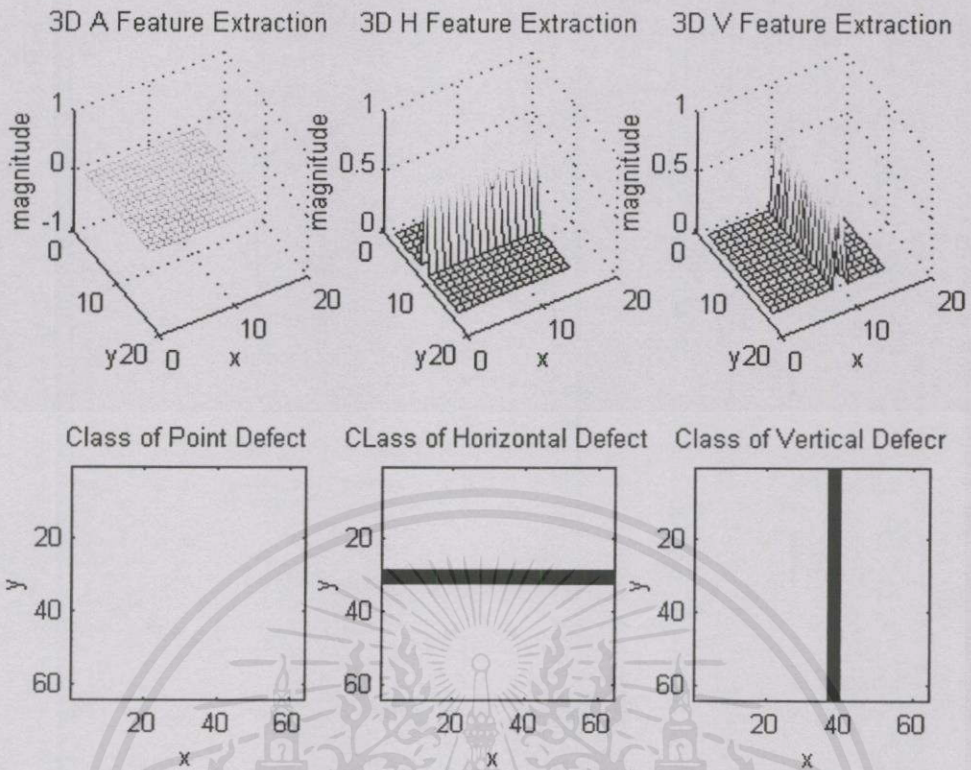 3D A Feature Extraction 3D H Feature Extraction 3D V Feature Extraction
magnitude
1
0
-1
0
10
y20
0
x
10
20
magnitude
1
0.5
0
0
10
y20
0
x
10
20
magnitude
1
0.5
0
0
10
y20
0
x
10
20
Class of Point Defect CLass of Horizontal Defect Class of Vertical Defecr
y
20
40
60
20 40 60
x
y
20
40
60
20 40 60
x
y
20
40
60
20 40 60
x